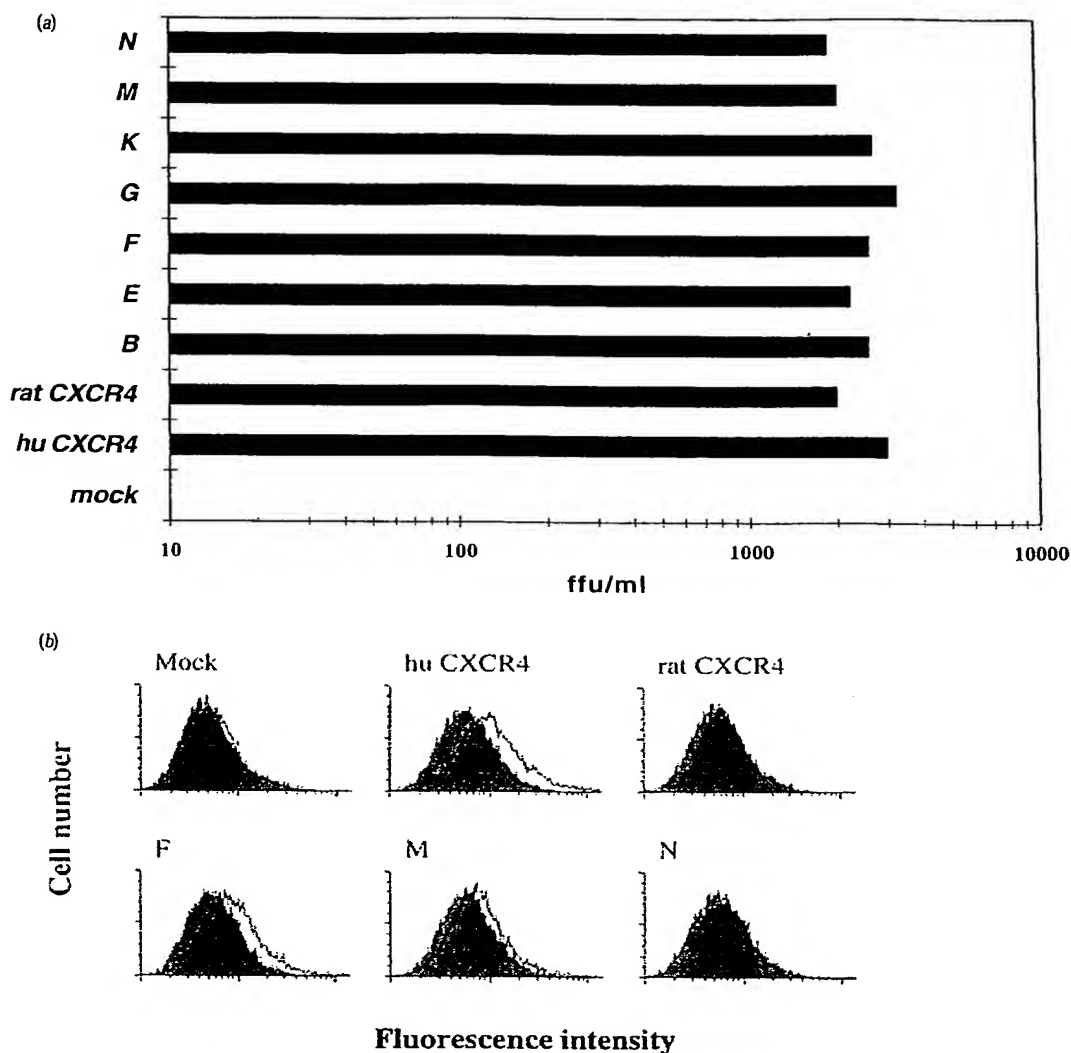 (a)
N
M
K
G
F
E
B
rat CXCR4
hu CXCR4
mock
10 100 1000 10000
ffu/ml
(b)
Mock hu CXCR4 rat CXCR4
F M N
Cell number
Fluorescence intensity